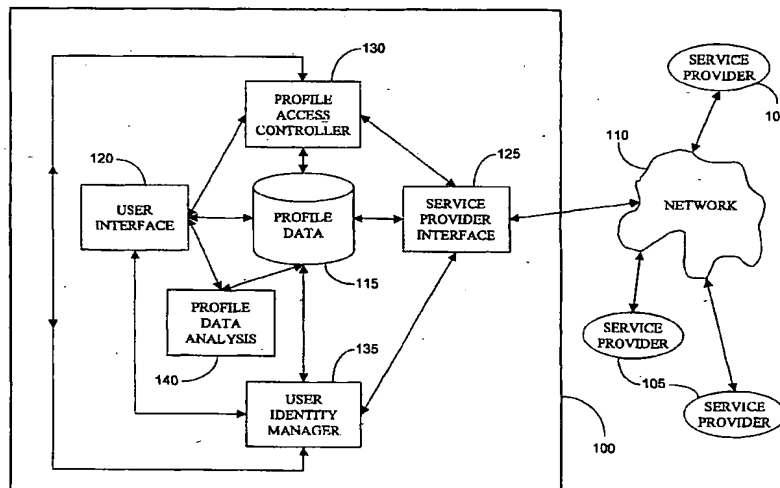 130
SERVICE
PROVIDER
10
PROFILE
ACCESS
CONTROLLER
110
125
120
USER
INTERFACE
PROFILE
DATA
SERVICE
PROVIDER
INTERFACE
NETWORK
115
PROFILE
DATA
ANALYSIS
140
135
SERVICE
PROVIDER
105
USER
IDENTITY
MANAGER
SERVICE
PROVIDER
100